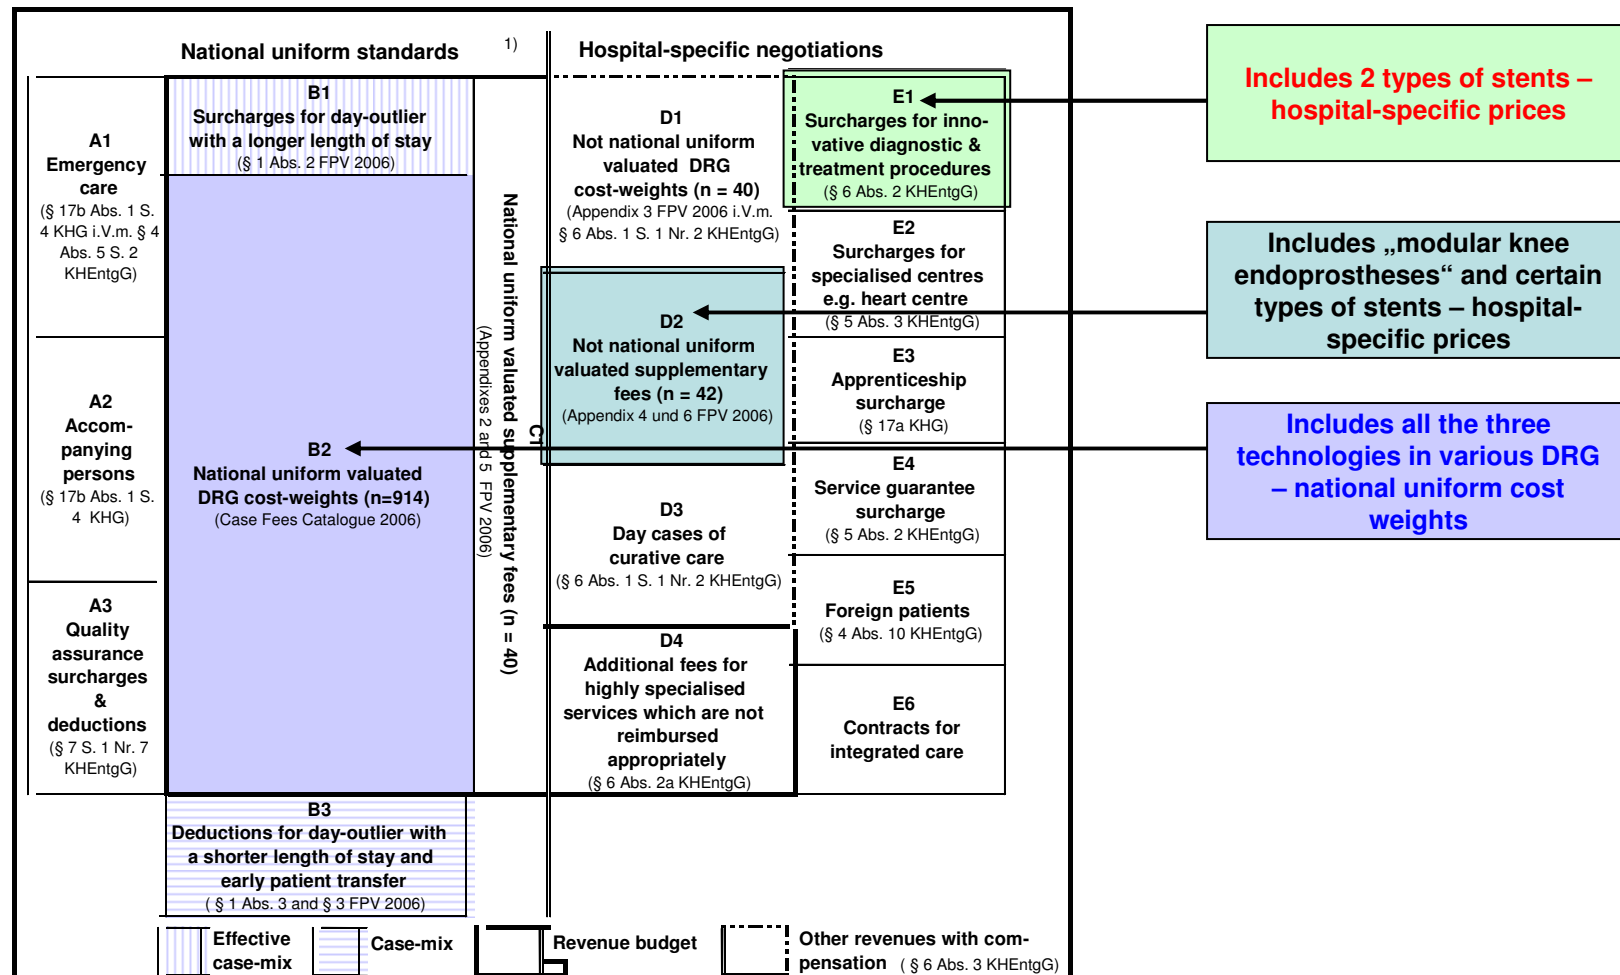 National uniform standards
1)
Hospital-specific negotiations
A1
Emergency
care
(§ 17b Abs. 1 S.
4 KHG i.V.m. § 4
Abs. 5 S. 2
KHEntgG)
A2
Accom-
panying
persons
(§ 17b Abs. 1 S.
4 KHG)
A3
Quality
assurance
surcharges
&
deductions
(§ 7 S. 1 Nr. 7
KHEntgG)
B1
Surcharges for day-outlier
with a longer length of stay
(§ 1 Abs. 2 FPV 2006)
B2
National uniform valuated
DRG cost-weights (n=914)
(Case Fees Catalogue 2006)
B3
Deductions for day-outlier with
a shorter length of stay and
early patient transfer
( § 1 Abs. 3 and § 3 FPV 2006)
C1
National uniform valuated supplementary fees (n = 40)
(Appendixes 2 and 5 FPV 2006)
D1
Not national uniform
valuated DRG
cost-weights (n = 40)
(Appendix 3 FPV 2006 i.V.m.
§ 6 Abs. 1 S. 1 Nr. 2 KHEntgG)
D2
Not national uniform
valuated supplementary
fees (n = 42)
(Appendix 4 und 6 FPV 2006)
D3
Day cases of
curative care
(§ 6 Abs. 1 S. 1 Nr. 2 KHEntgG)
D4
Additional fees for
highly specialised
services which are not
reimbursed
appropriately
(§ 6 Abs. 2a KHEntgG)
E1
Surcharges for inno-
vative diagnostic &
treatment procedures
(§ 6 Abs. 2 KHEntgG)
E2
Surcharges for
specialised centres
e.g. heart centre
(§ 5 Abs. 3 KHEntgG)
E3
Apprenticeship
surcharge
(§ 17a KHG)
E4
Service guarantee
surcharge
(§ 5 Abs. 2 KHEntgG)
E5
Foreign patients
(§ 4 Abs. 10 KHEntgG)
E6
Contracts for
integrated care
Includes 2 types of stents –
hospital-specific prices
Includes „modular knee
endoprostheses“ and certain
types of stents – hospital-
specific prices
Includes all the three
technologies in various DRG
– national uniform cost
weights
Effective
case-mix
Case-mix
Revenue budget
Other revenues with com-
pensation ( § 6 Abs. 3 KHEntgG)